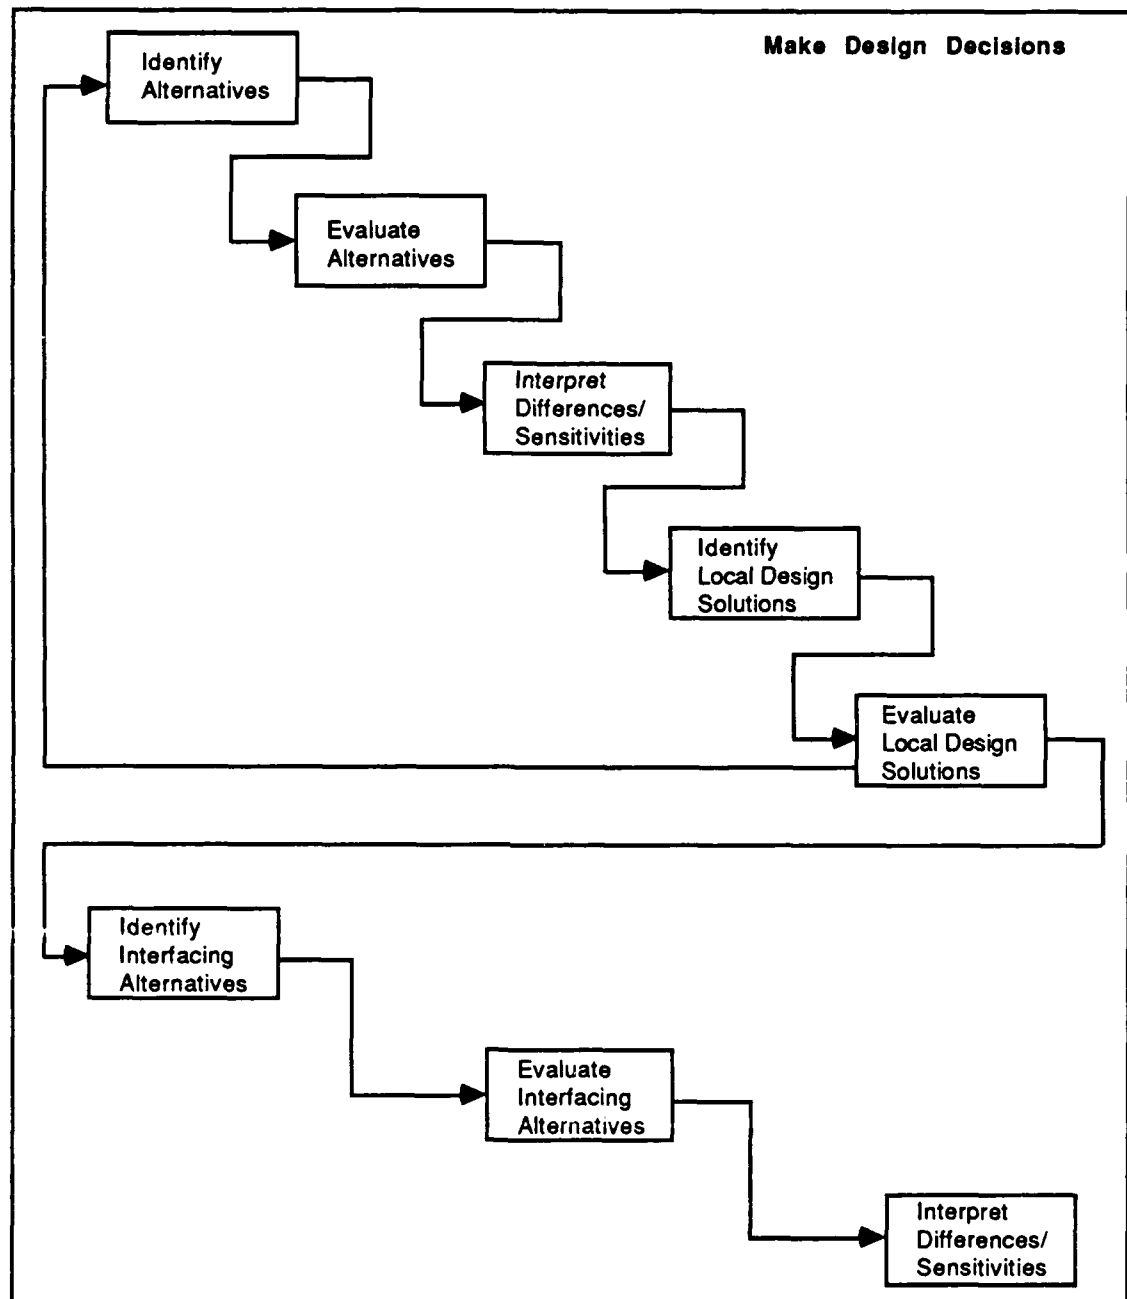 Make Design Decisions
Identify
Alternatives
Evaluate
Alternatives
Interpret
Differences/
Sensitivities
Identify
Local Design
Solutions
Evaluate
Local Design
Solutions
Identify
Interfacing
Alternatives
Evaluate
Interfacing
Alternatives
Interpret
Differences/
Sensitivities